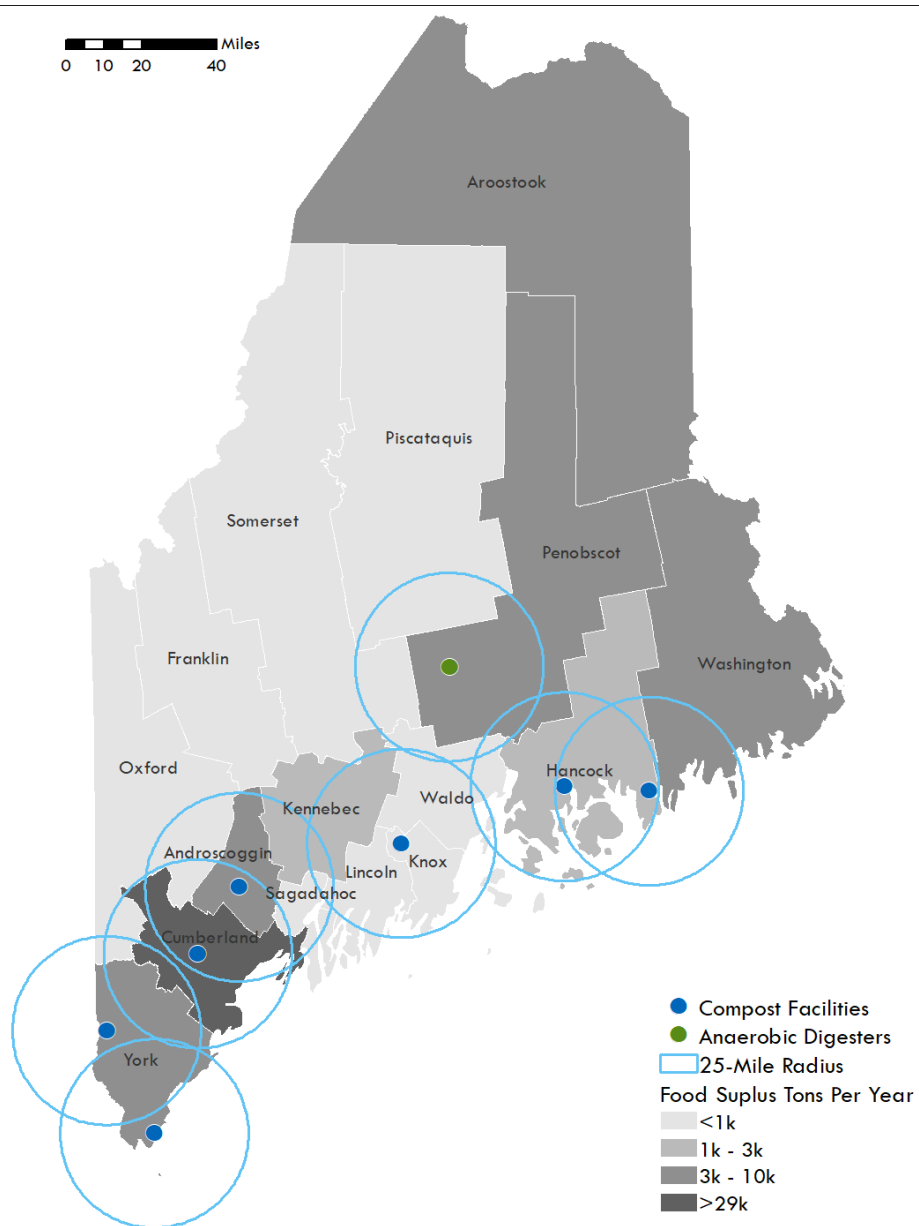 Miles
0 10 20 40
Aroostook
Piscataquis
Somerset
Penobscot
Franklin
Washington
Oxford
Hancock
Kennebec
Waldo
Androscoggin
Lincoln
Knox
Sagadahoc
Cumberland
York
Compost Facilities
Anaerobic Digesters
25-Mile Radius
Food Suplus Tons Per Year
<1k
1k - 3k
3k - 10k
>29k